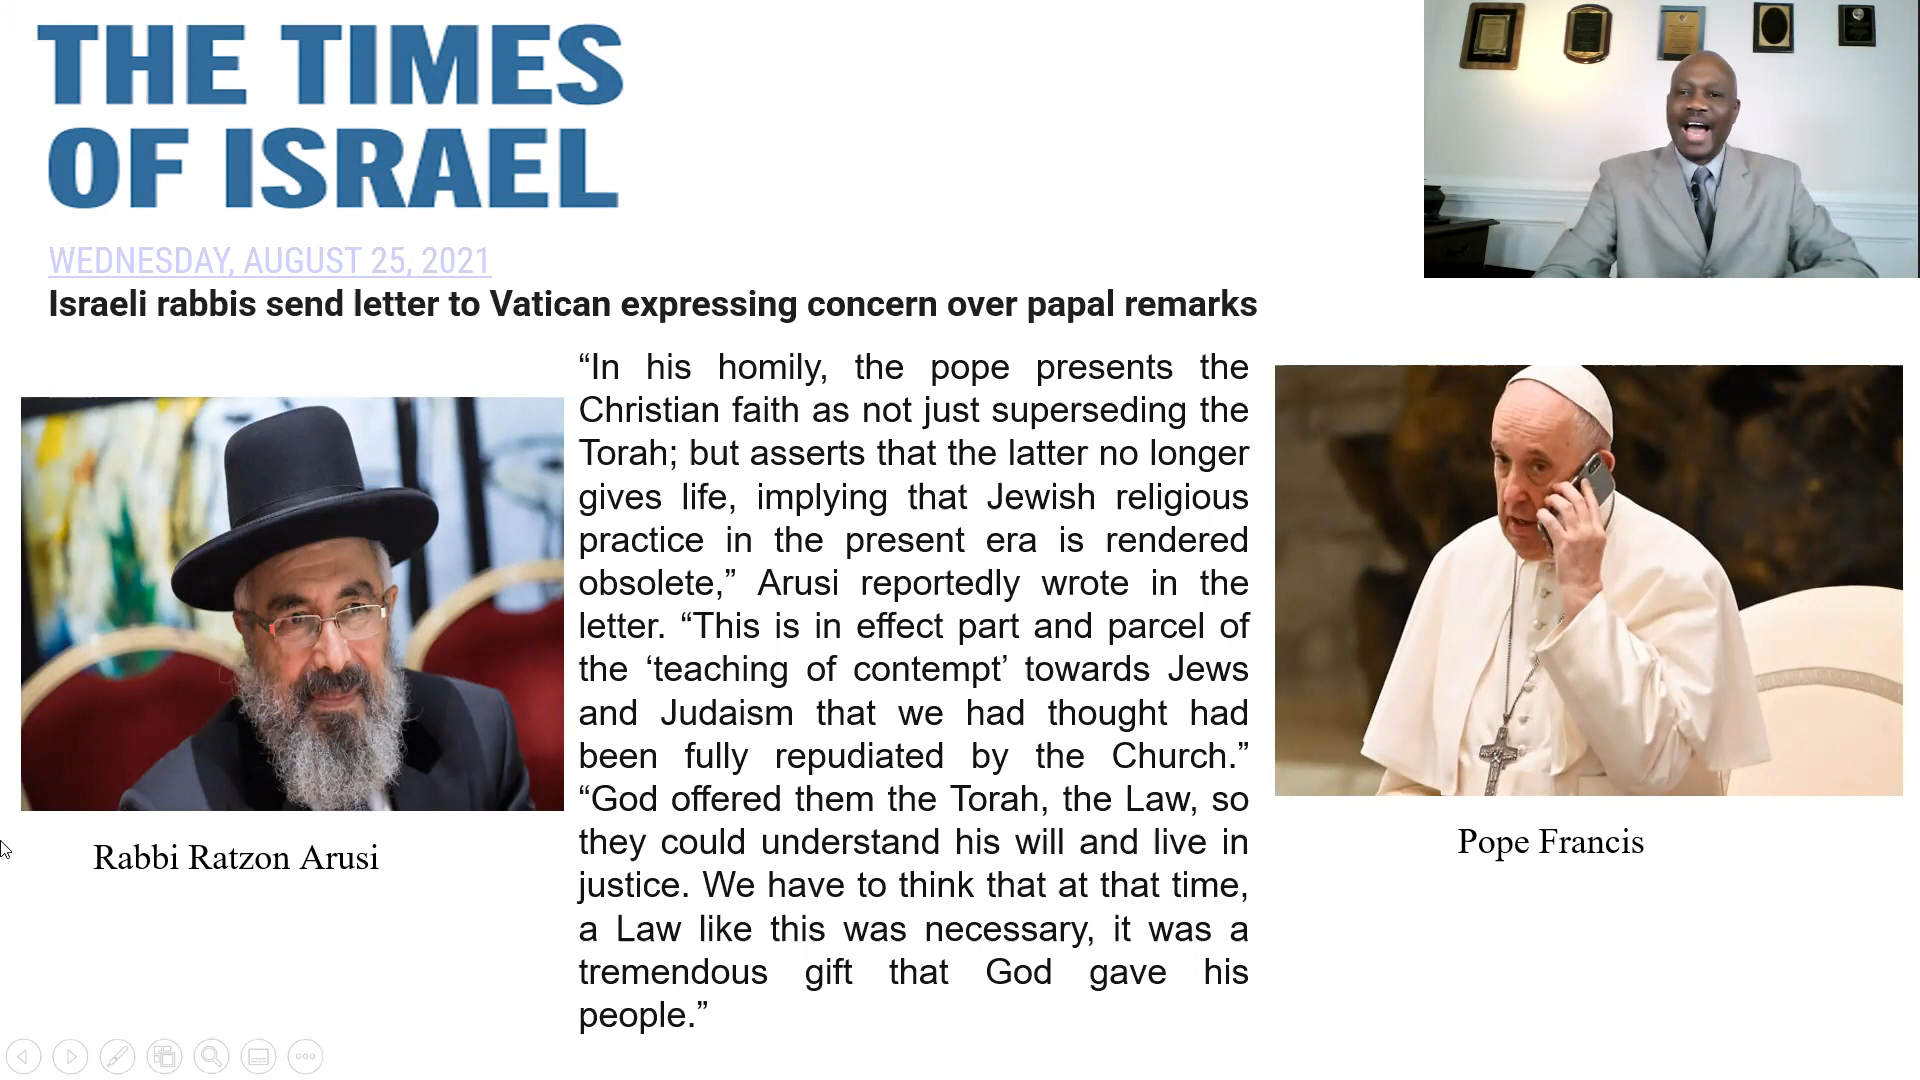 THE TIMES
OF ISRAEL
WEDNESDAY, AUGUST 25, 2021
Israeli rabbis send letter to Vatican expressing concern over papal remarks
“In his homily, the pope presents the
Christian faith as not just superseding the
Torah; but asserts that the latter no longer
gives life, implying that Jewish religious
practice in the present era is rendered
obsolete,” Arusi reportedly wrote in the
letter. “This is in effect part and parcel of
the ‘teaching of contempt’ towards Jews
and Judaism that we had thought had
been fully repudiated by the Church.”
“God offered them the Torah, the Law, so
they could understand his will and live in
justice. We have to think that at that time,
a Law like this was necessary, it was a
tremendous gift that God gave his
people.”
Rabbi Ratzon Arusi
Pope Francis